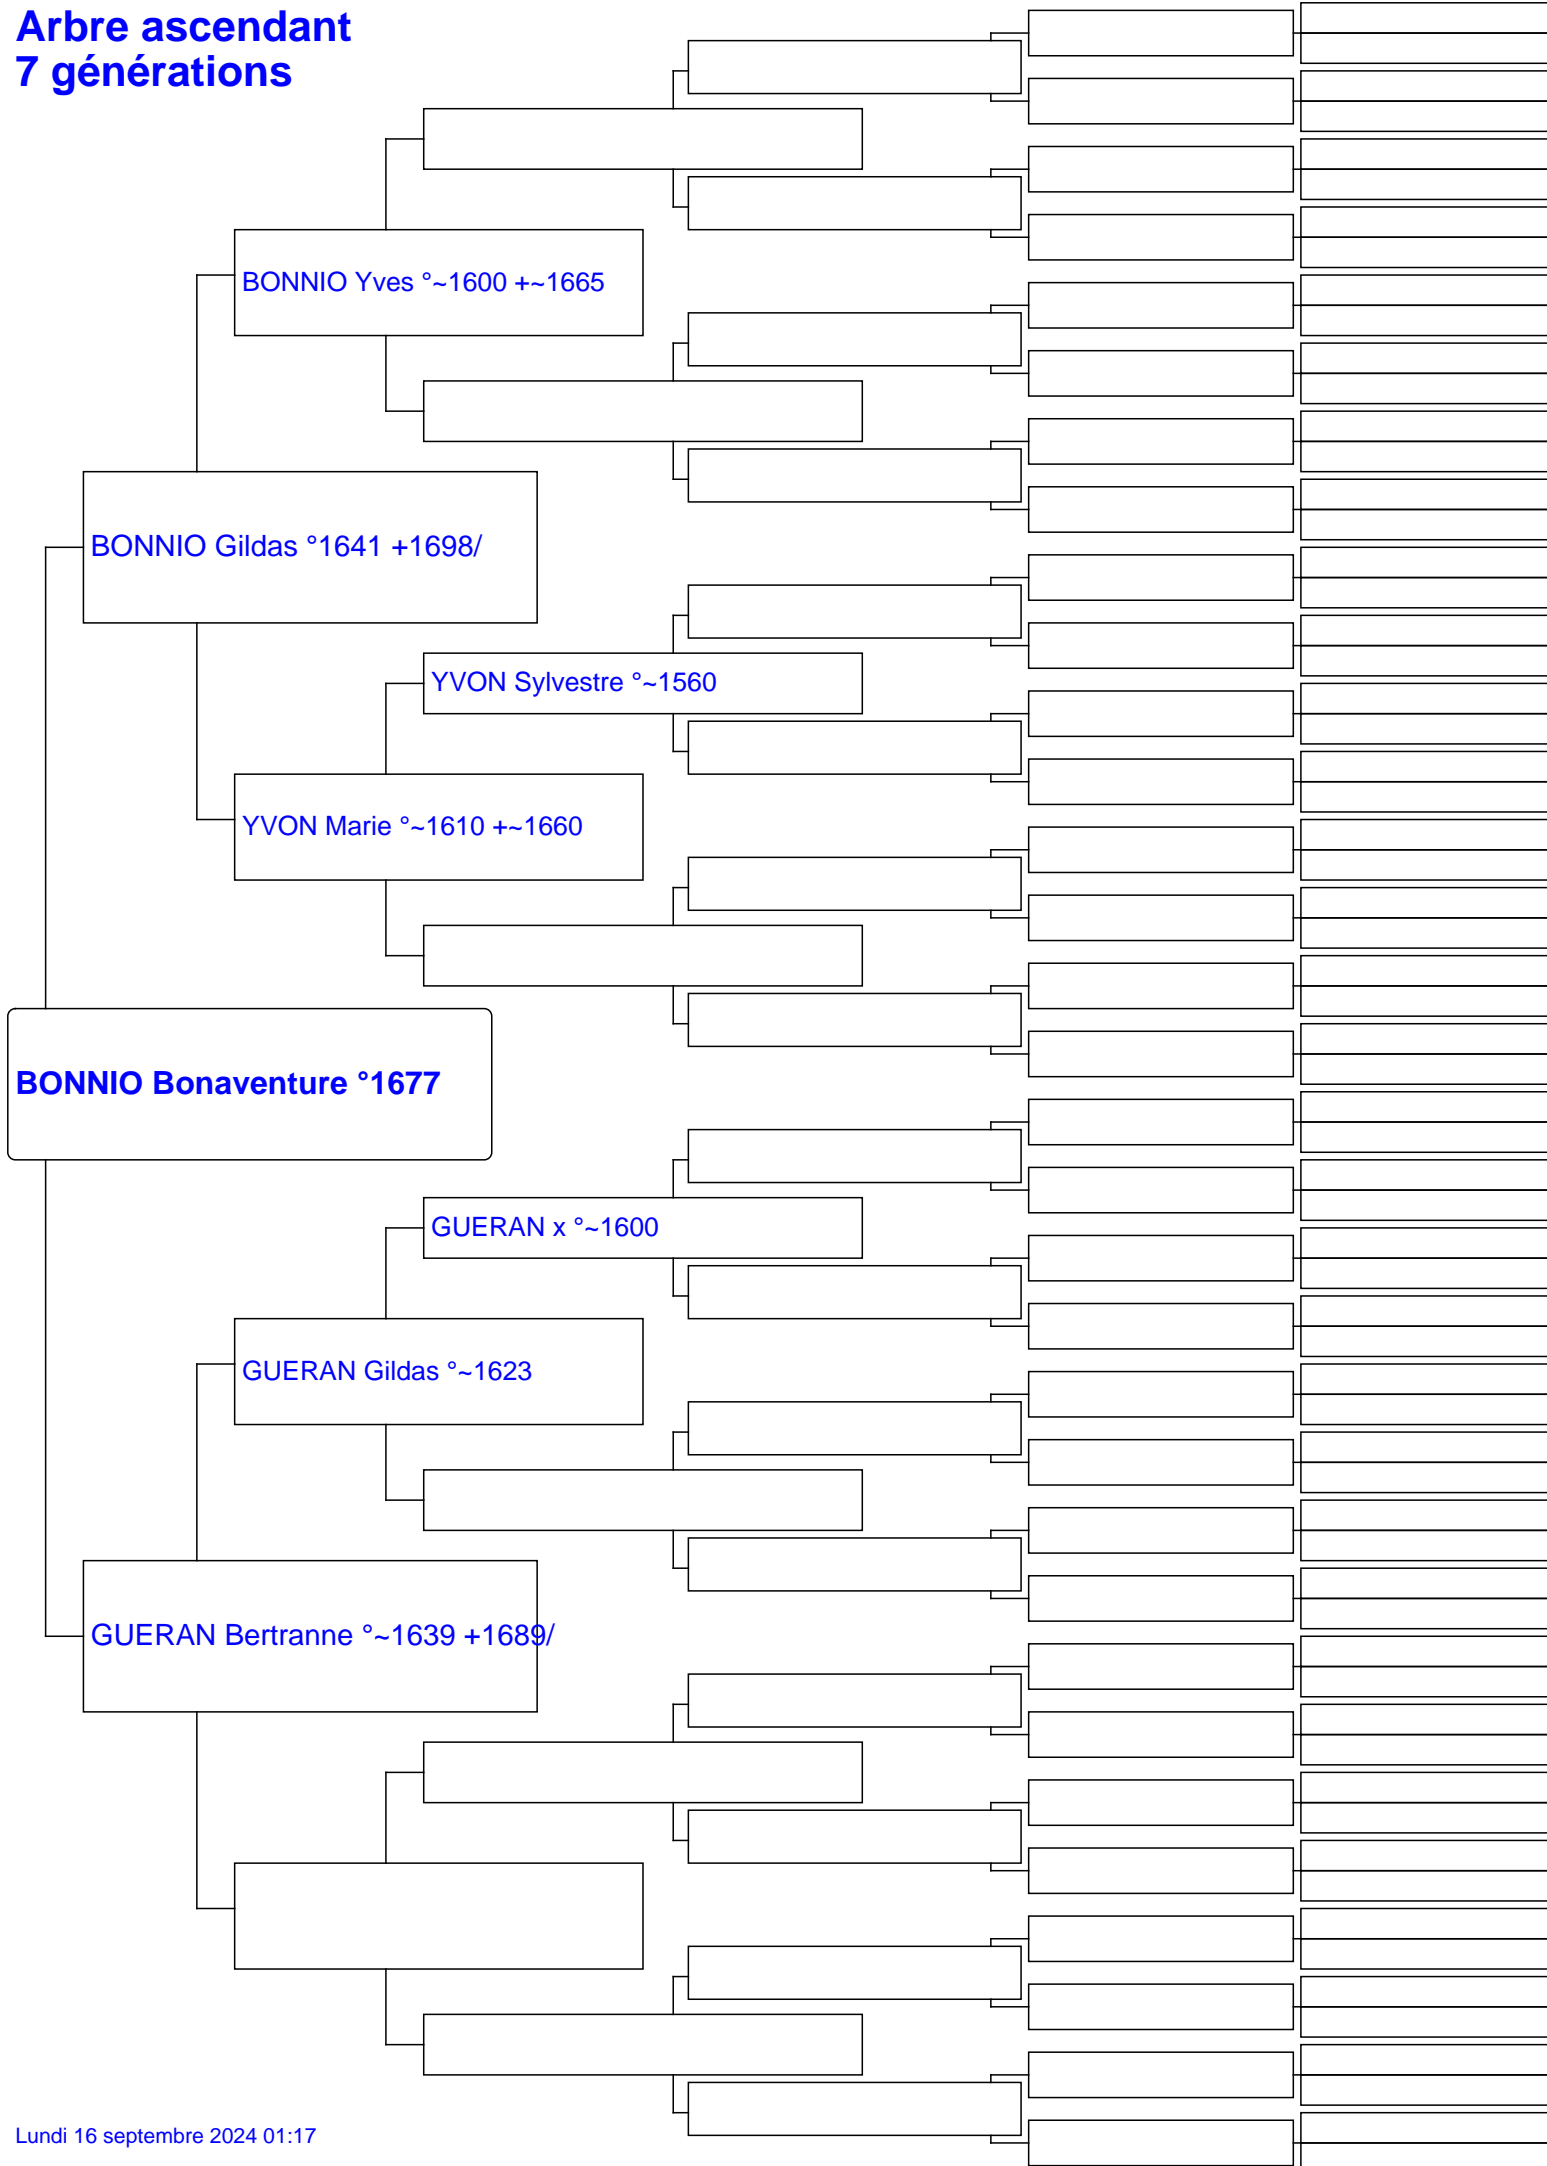 Arbre ascendant
7 générations
BONNIO Yves °~1600 +~1665
BONNIO Gildas °1641 +1698/
YVON Sylvestre °~1560
YVON Marie °~1610 +~1660
BONNIO Bonaventure °1677
GUERAN x °~1600
GUERAN Gildas °~1623
GUERAN Bertranne °~1639 +1689/
Lundi 16 septembre 2024 01:17